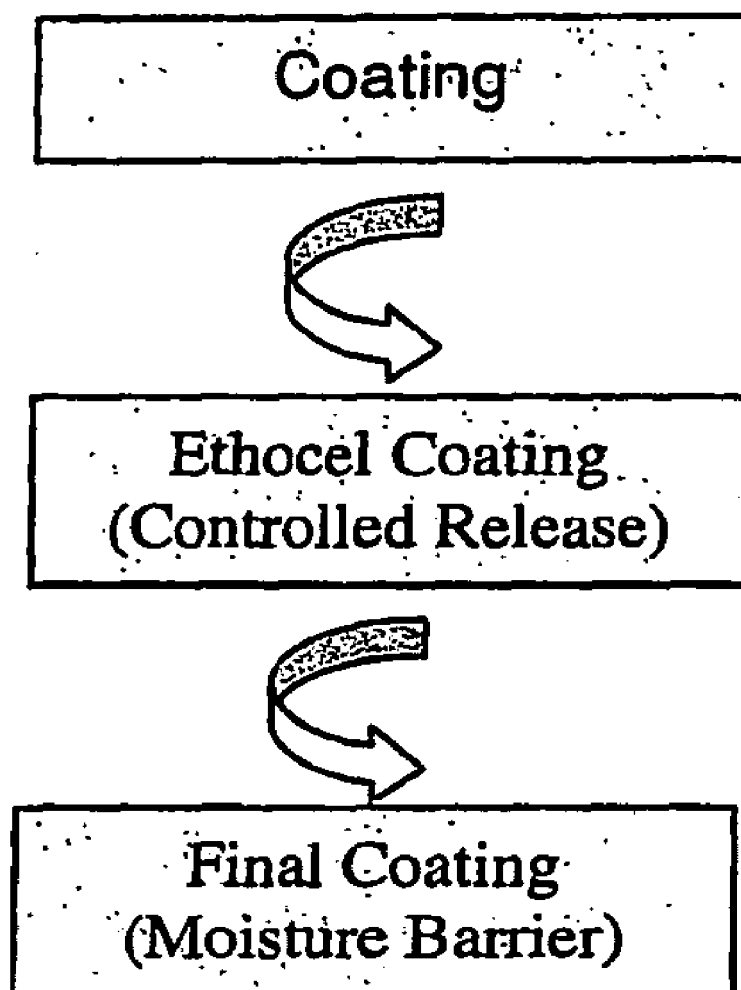 Coating
Ethocel Coating
(Controlled Release)
Final Coating
(Moisture Barrier)